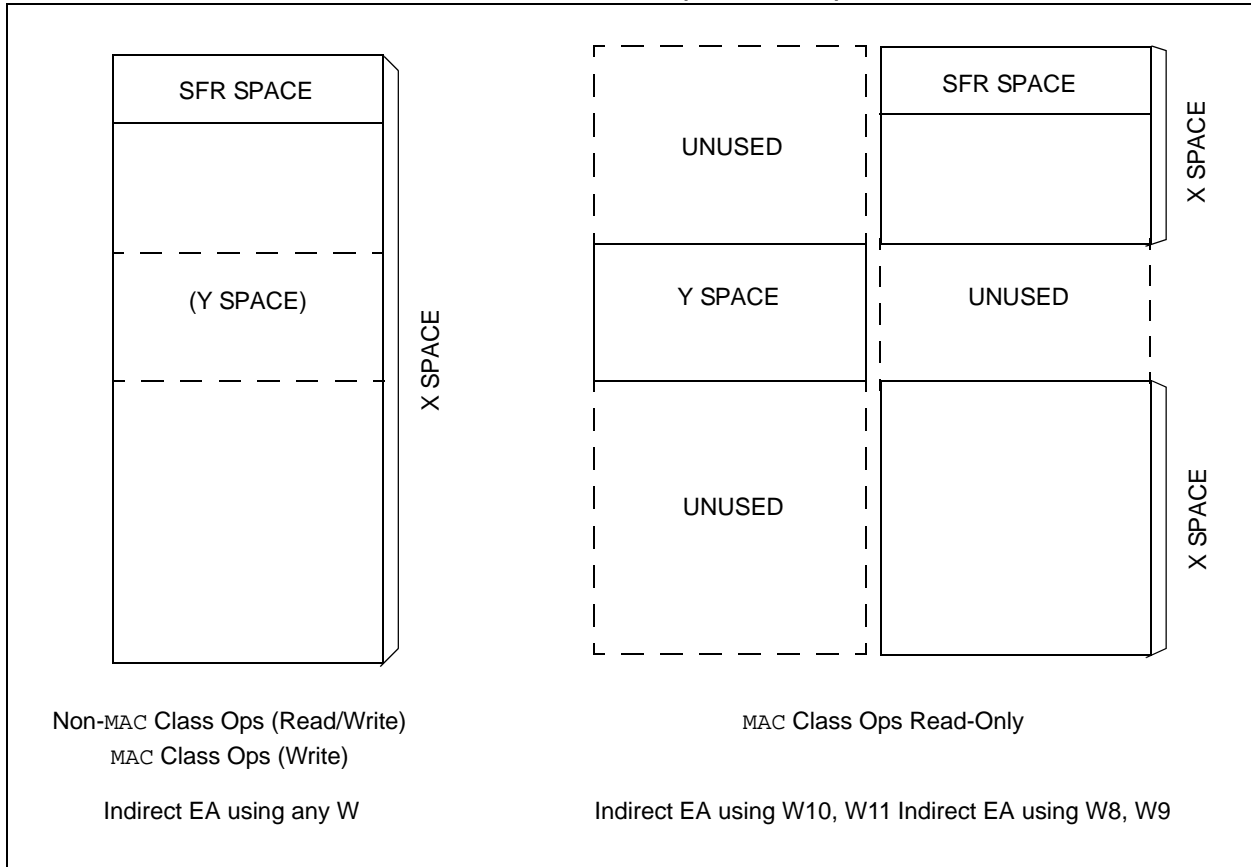 SFR SPACE
(Y SPACE)
X SPACE
Non-MAC Class Ops (Read/Write)
MAC Class Ops (Write)
Indirect EA using any W
UNUSED
Y SPACE
UNUSED
SFR SPACE
X SPACE
UNUSED
X SPACE
MAC Class Ops Read-Only
Indirect EA using W10, W11 Indirect EA using W8, W9